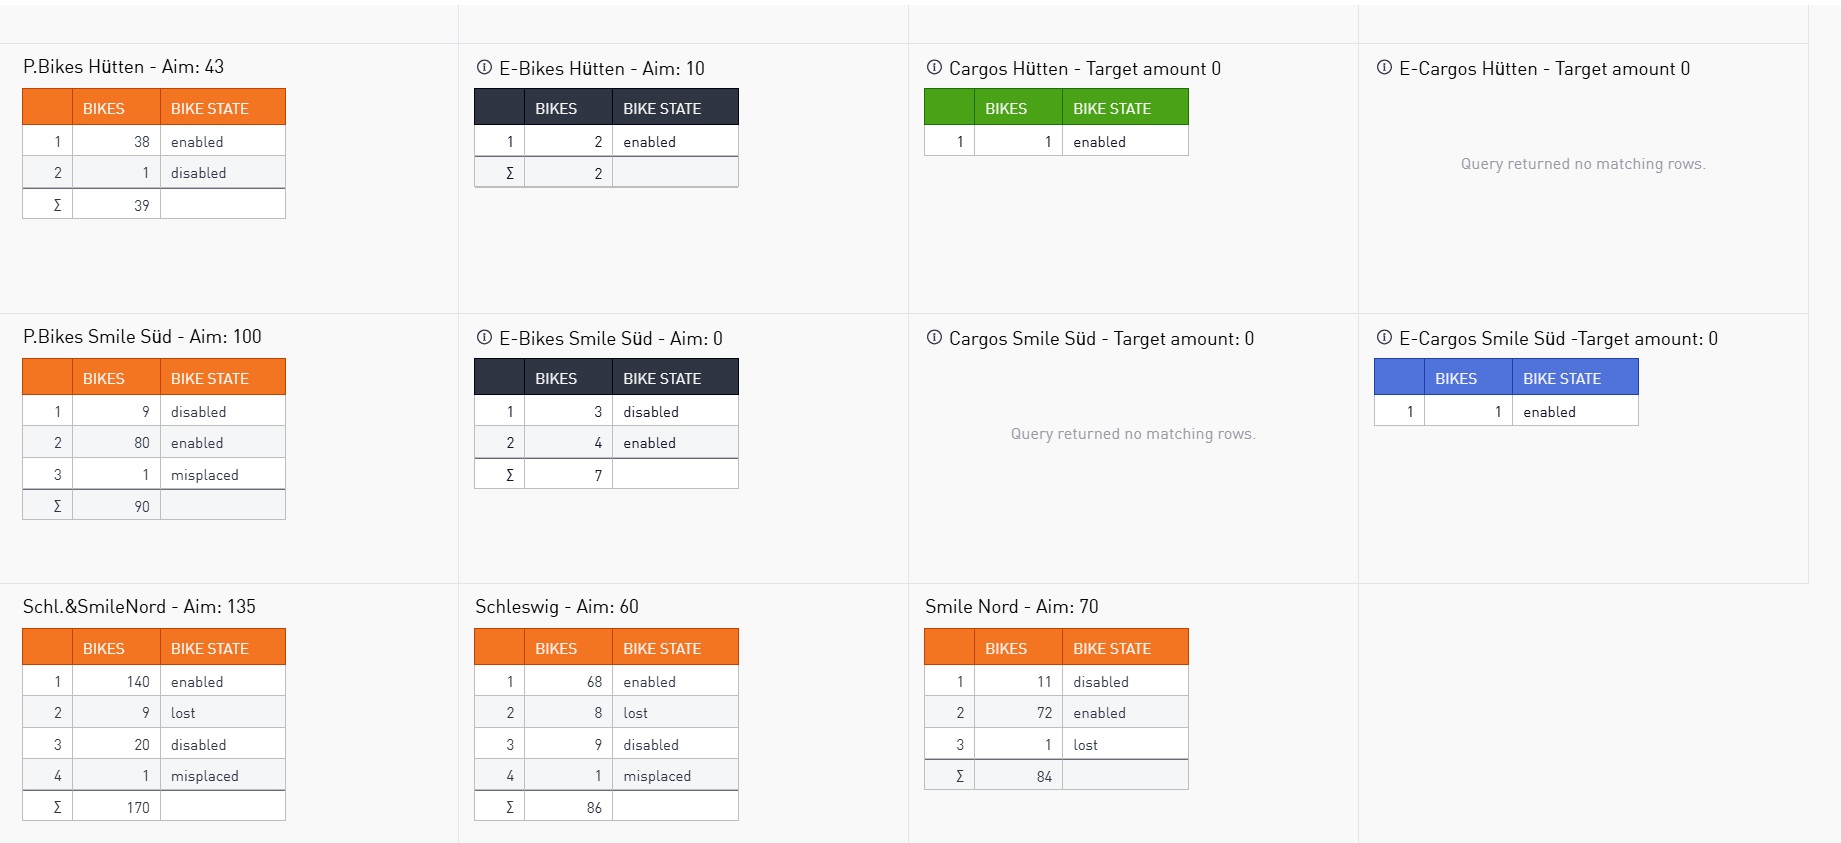 P.Bikes Hütten - Aim: 43
BIKES BIKE STATE
1 38 enabled
2 1 disabled
Σ 39
E-Bikes Hütten - Aim: 10
BIKES BIKE STATE
1 2 enabled
Σ 2
Cargos Hütten - Target amount 0
BIKES BIKE STATE
1 1 enabled
E-Cargos Hütten - Target amount 0
Query returned no matching rows.
P.Bikes Smile Süd - Aim: 100
BIKES BIKE STATE
1 9 disabled
2 80 enabled
3 1 misplaced
Σ 90
E-Bikes Smile Süd - Aim: 0
BIKES BIKE STATE
1 3 disabled
2 4 enabled
Σ 7
Cargos Smile Süd - Target amount: 0
Query returned no matching rows.
E-Cargos Smile Süd -Target amount: 0
BIKES BIKE STATE
1 1 enabled
Schl.&SmileNord - Aim: 135
BIKES BIKE STATE
1 140 enabled
2 9 lost
3 20 disabled
4 1 misplaced
Σ 170
Schleswig - Aim: 60
BIKES BIKE STATE
1 68 enabled
2 8 lost
3 9 disabled
4 1 misplaced
Σ 86
Smile Nord - Aim: 70
BIKES BIKE STATE
1 11 disabled
2 72 enabled
3 1 lost
Σ 84